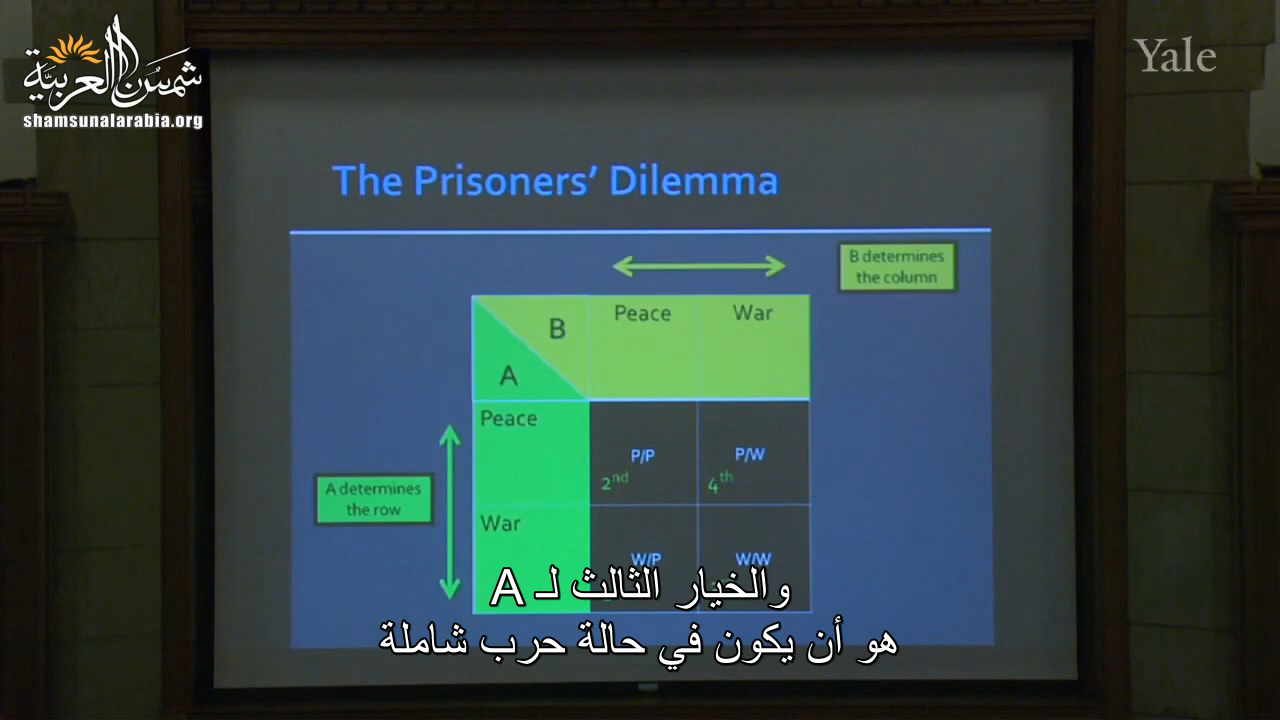 شمس العربية
shamsunalarabia.org
Yale
The Prisoners' Dilemma
B determines
the column
B
Peace
War
A
Peace
P/P
P/W
2nd
4th
A determines
the row
War
W/P
W/W
والخيار الثالث لـ A
هو أن يكون في حالة حرب شاملة